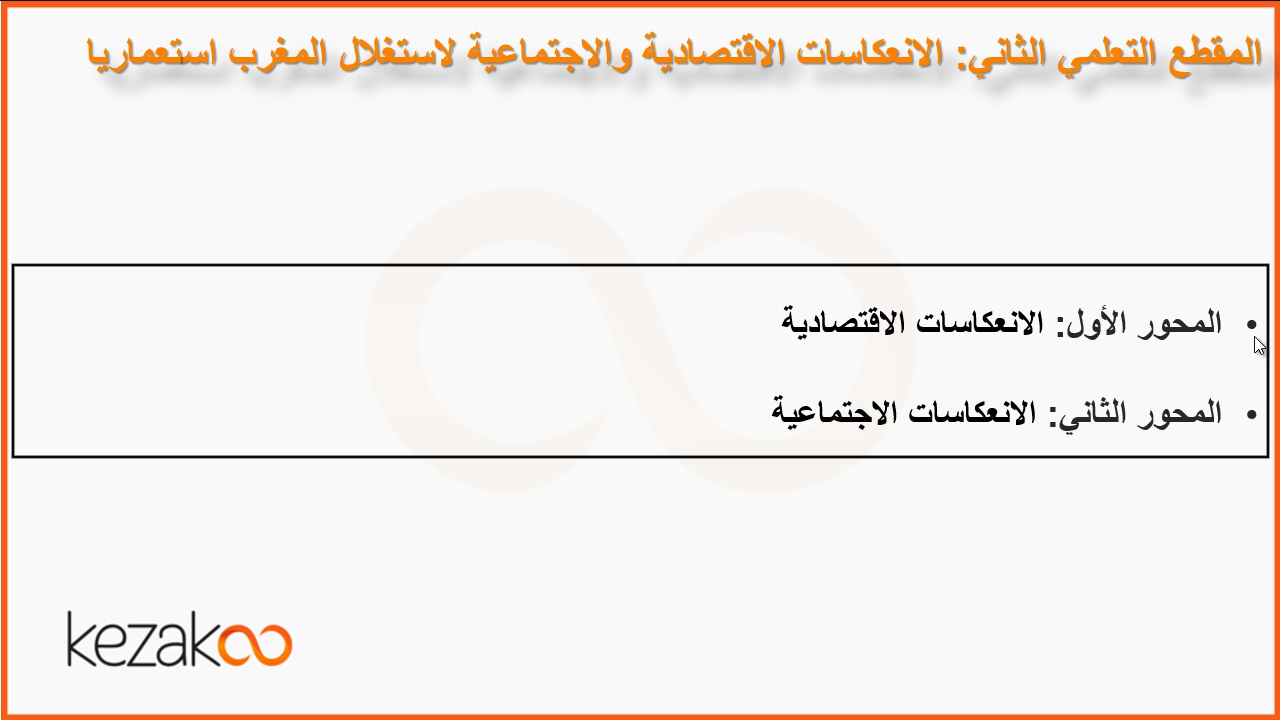 المقطع التعلمي الثاني: الانعكاسات الاقتصادية والاجتماعية لاستغلال المغرب استعماريا
• المحور الأول: الانعكاسات الاقتصادية
• المحور الثاني: الانعكاسات الاجتماعية
kezakoo